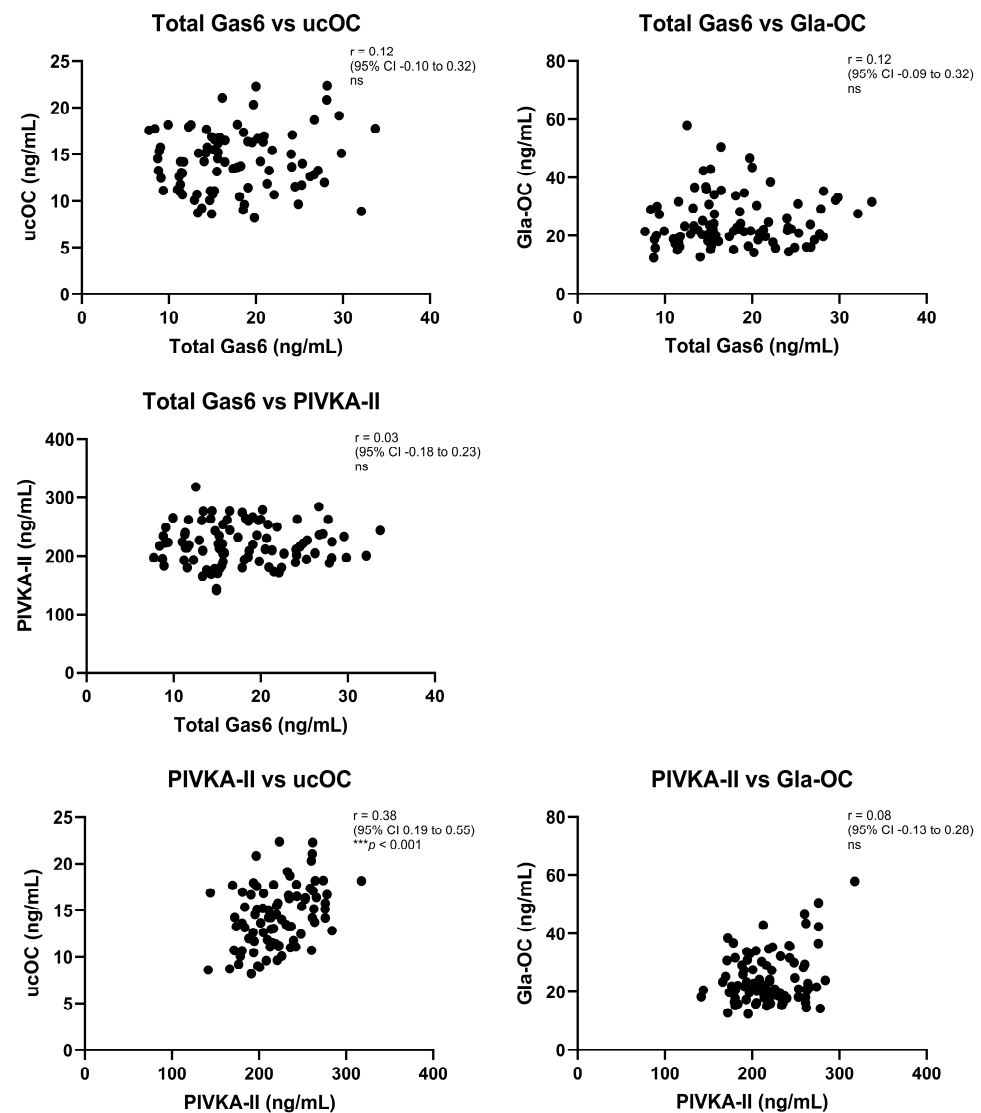 Total Gas6 vs ucOC
r = 0.12
(95% CI -0.10 to 0.32)
ns
25
20
15
10
5
0
ucOC (ng/mL)
0 10 20 30 40
Total Gas6 (ng/mL)
Total Gas6 vs Gla-OC
r = 0.12
(95% CI -0.09 to 0.32)
ns
80
60
40
20
0
Gla-OC (ng/mL)
0 10 20 30 40
Total Gas6 (ng/mL)
Total Gas6 vs PIVKA-II
r = 0.03
(95% CI -0.18 to 0.23)
ns
400
300
200
100
0
PIVKA-II (ng/mL)
0 10 20 30 40
Total Gas6 (ng/mL)
PIVKA-II vs ucOC
r = 0.38
(95% CI 0.19 to 0.55)
***p < 0.001
25
20
15
10
5
0
ucOC (ng/mL)
0 100 200 300 400
PIVKA-II (ng/mL)
PIVKA-II vs Gla-OC
r = 0.08
(95% CI -0.13 to 0.28)
ns
80
60
40
20
0
Gla-OC (ng/mL)
0 100 200 300 400
PIVKA-II (ng/mL)